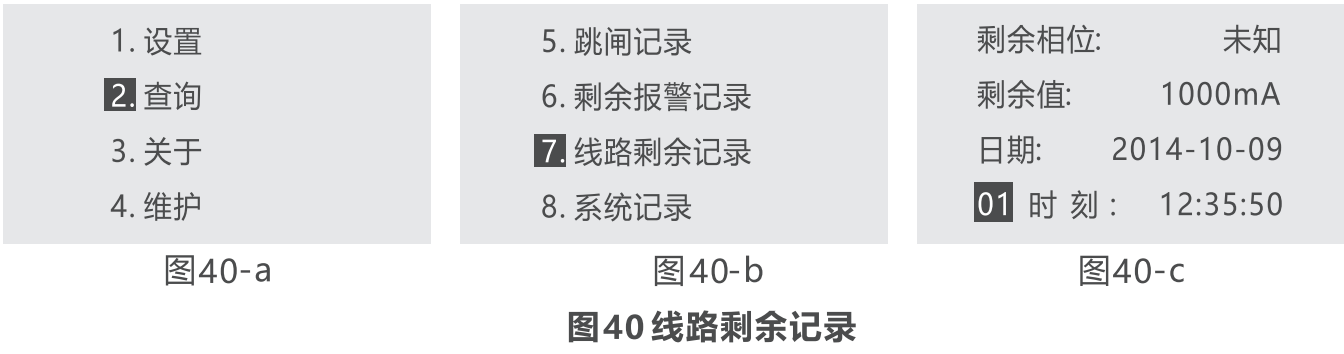 1. 设置
2. 查询
3. 关于
4. 维护
图40-a
5. 跳闸记录
6. 剩余报警记录
7. 线路剩余记录
8. 系统记录
图40-b
剩余相位: 未知
剩余值: 1000mA
日期: 2014-10-09
01 时 刻 : 12:35:50
图40-c
图40 线路剩余记录